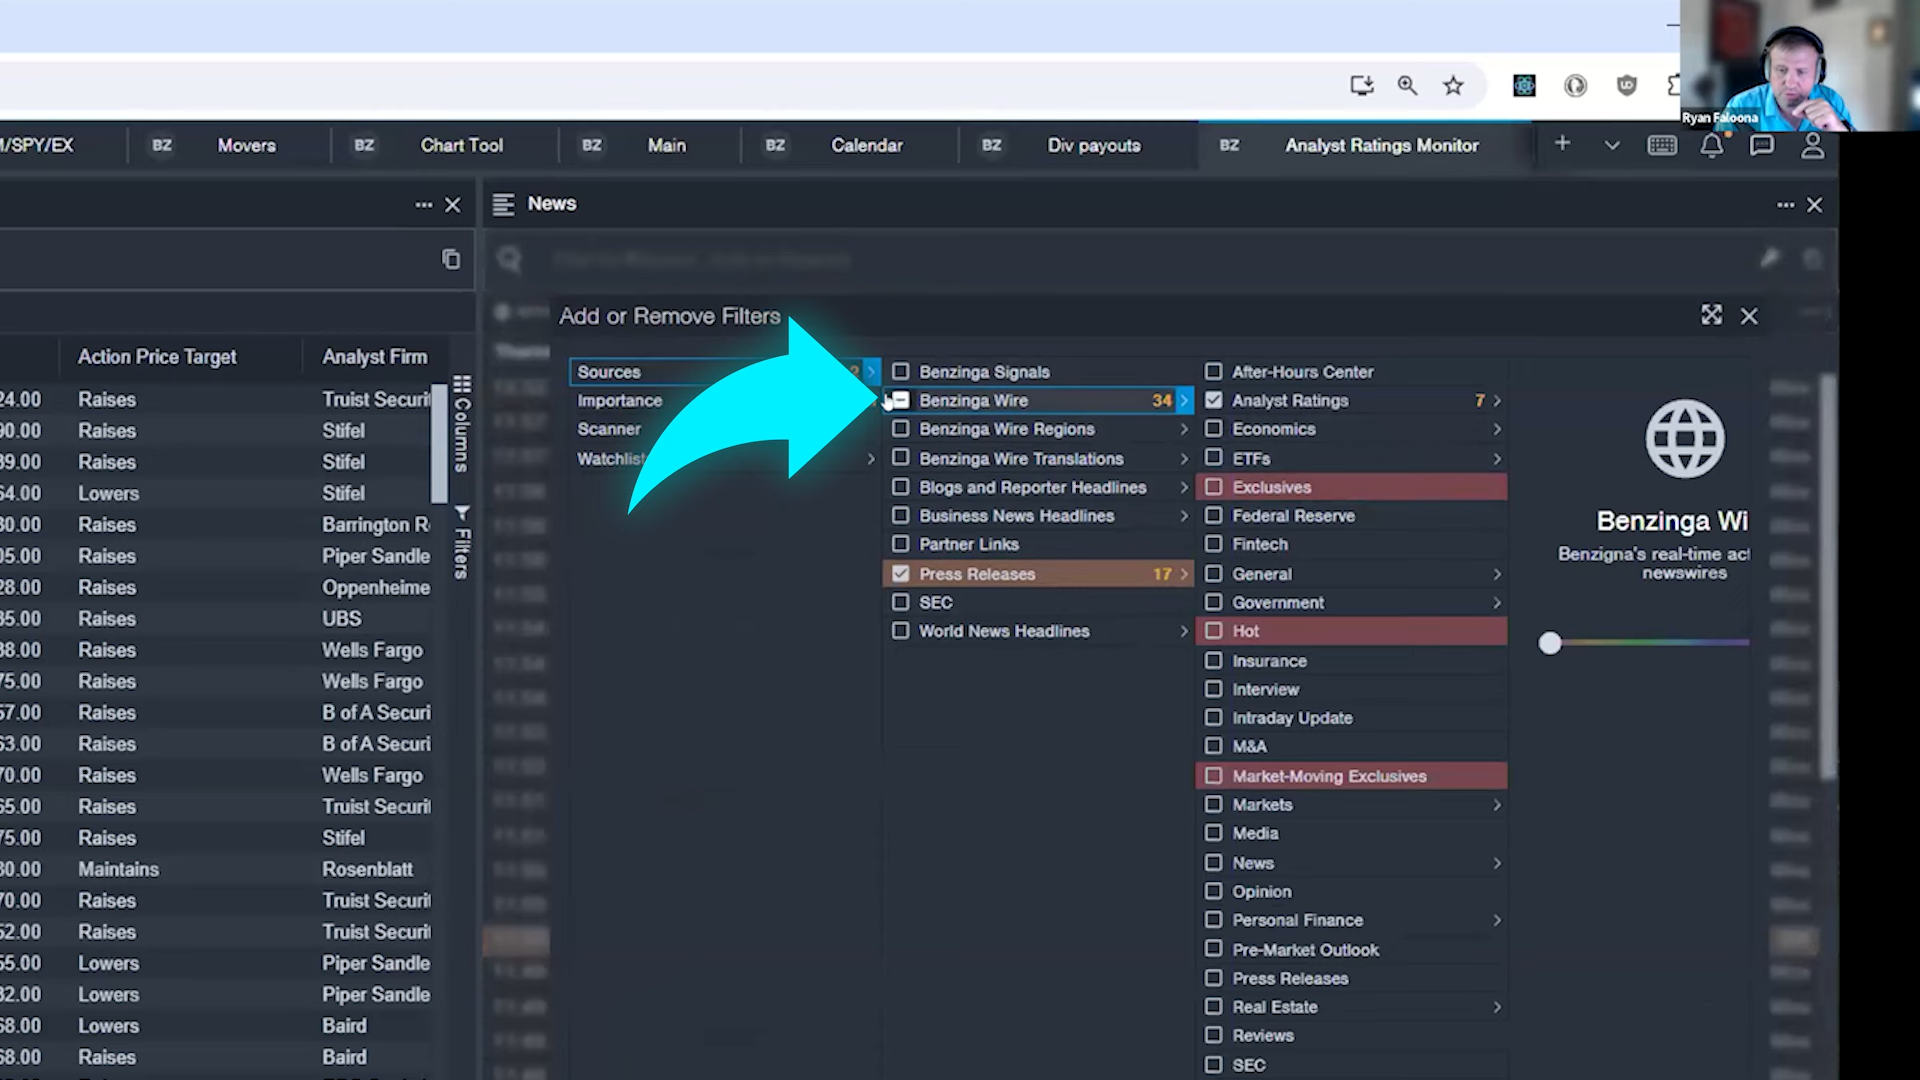 Ryan Faloona
M/SPY/EX
BZ Movers
BZ Chart Tool
BZ Main
BZ Calendar
BZ Div payouts
BZ Analyst Ratings Monitor
News
Add or Remove Filters
Action Price Target Analyst Firm
24.00 Raises Truist Securit
90.00 Raises Stifel
39.00 Raises Stifel
64.00 Lowers Stifel
30.00 Raises Barrington R
05.00 Raises Piper Sandle
28.00 Raises Oppenheime
35.00 Raises UBS
38.00 Raises Wells Fargo
75.00 Raises Wells Fargo
57.00 Raises B of A Securi
63.00 Raises B of A Securi
70.00 Raises Wells Fargo
65.00 Raises Truist Securit
75.00 Raises Stifel
30.00 Maintains Rosenblatt
70.00 Raises Truist Securit
52.00 Raises Truist Securit
55.00 Lowers Piper Sandle
32.00 Lowers Piper Sandle
68.00 Lowers Baird
58.00 Raises Baird
Columns
Filters
Sources
Importance
Scanner
Watchlist
Benzinga Signals
Benzinga Wire 34
Benzinga Wire Regions
Benzinga Wire Translations
Blogs and Reporter Headlines
Business News Headlines
Partner Links
Press Releases 17
SEC
World News Headlines
After-Hours Center
Analyst Ratings 7
Economics
ETFs
Exclusives
Federal Reserve
Fintech
General
Government
Hot
Insurance
Interview
Intraday Update
M&A
Market-Moving Exclusives
Markets
Media
News
Opinion
Personal Finance
Pre-Market Outlook
Press Releases
Real Estate
Reviews
SEC
Benzinga Wi
Benzigna's real-time act
newswires